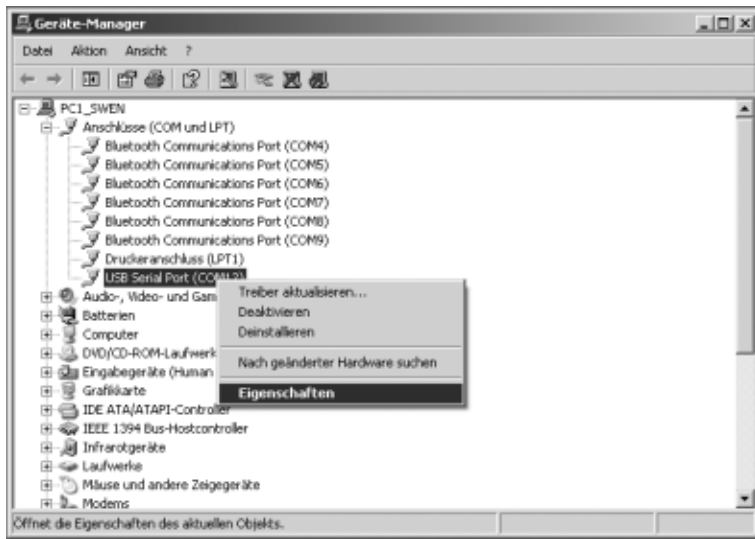 Geräte-Manager
Datei Aktion Ansicht ?
PC1_SWEN
Anschlüsse (COM und LPT)
Bluetooth Communications Port (COM4)
Bluetooth Communications Port (COM5)
Bluetooth Communications Port (COM6)
Bluetooth Communications Port (COM7)
Bluetooth Communications Port (COM8)
Bluetooth Communications Port (COM9)
Druckeranschluss (LPT1)
USB Serial Port
Treiber aktualisieren...
Deaktivieren
Deinstallieren
Nach geänderter Hardware suchen
Eigenschaften
Audio-, Video- und Gam
Batterien
Computer
DVD/CD-ROM-Laufwerk
Eingabegeräte (Human
Grafikkarte
IDE ATA/ATAPI-Controller
IEEE 1394 Bus-Hostcontroller
Infrarotgeräte
Laufwerke
Mäuse und andere Zeigegeräte
Modems
Öffnet die Eigenschaften des aktuellen Objekts.